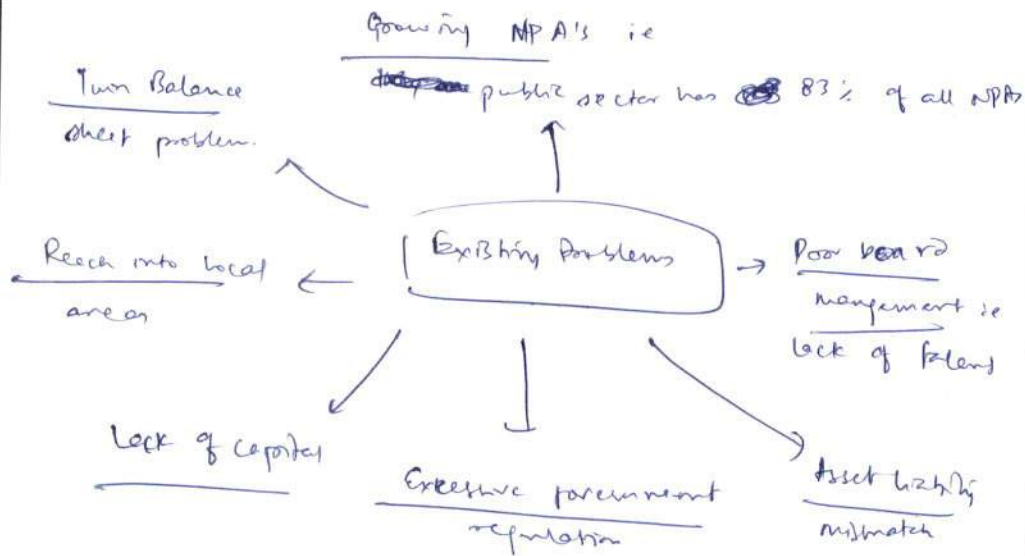 Growing NPA's ie
public sector has 83% of all NPAs
Twin Balance
sheet problem.
Existing Problems
Reach into local
areas
Poor board
mangement ie
lack of talent
Lack of capital
Excessive government
regulation
Asset liability
mismatch